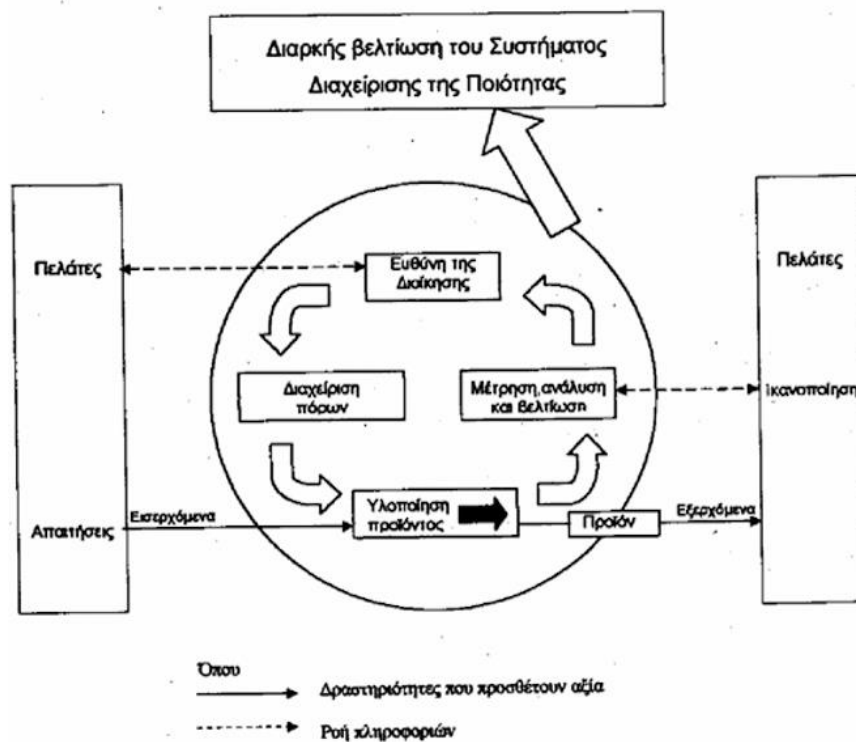 Διαρκής βελτίωση του Συστήματος
Διαχείρισης της Ποιότητας
Πελάτες
Ευθύνη της
Διοίκησης
Πελάτες
Διαχείριση
πόρων
Μέτρηση, ανάλυση
και βελτίωση
Ικανοποίηση
Απαιτήσεις
Εισερχόμενα
Υλοποίηση
προϊόντος
Προϊόν
Εξερχόμενα
Όπου
Δραστηριότητες που προσθέτουν αξία
Ροή πληροφοριών